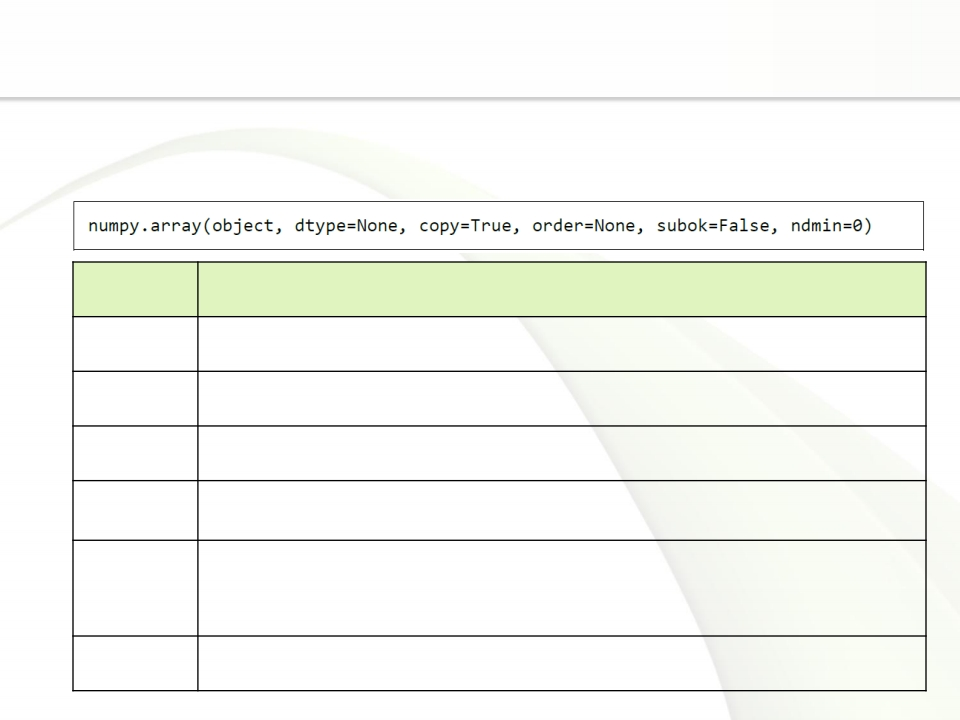 numpy.array(object, dtype=None, copy=True, order=None, subok=False, ndmin=0)